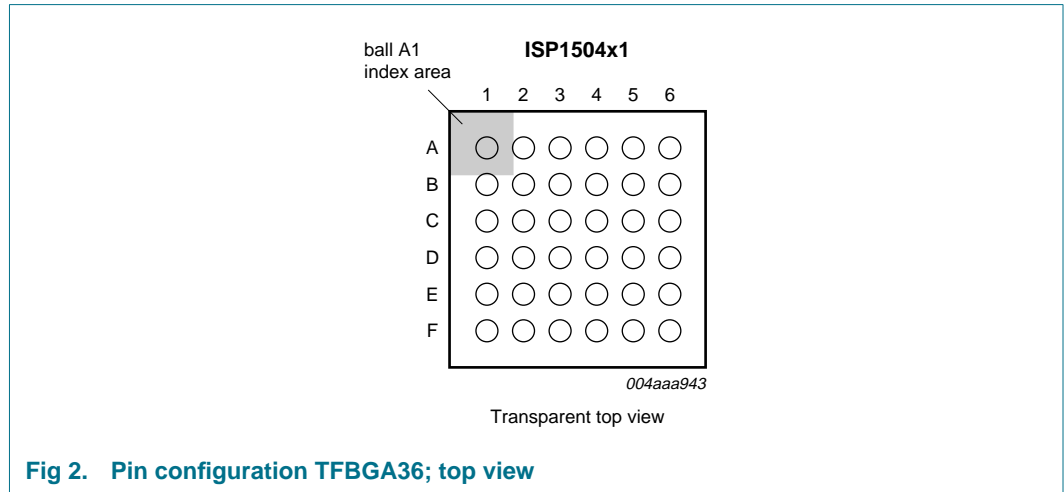 ball A1
index area
ISP1504x1
1 2 3 4 5 6
A
B
C
D
E
F
004aaa943
Transparent top view
Fig 2. Pin configuration TFBGA36; top view